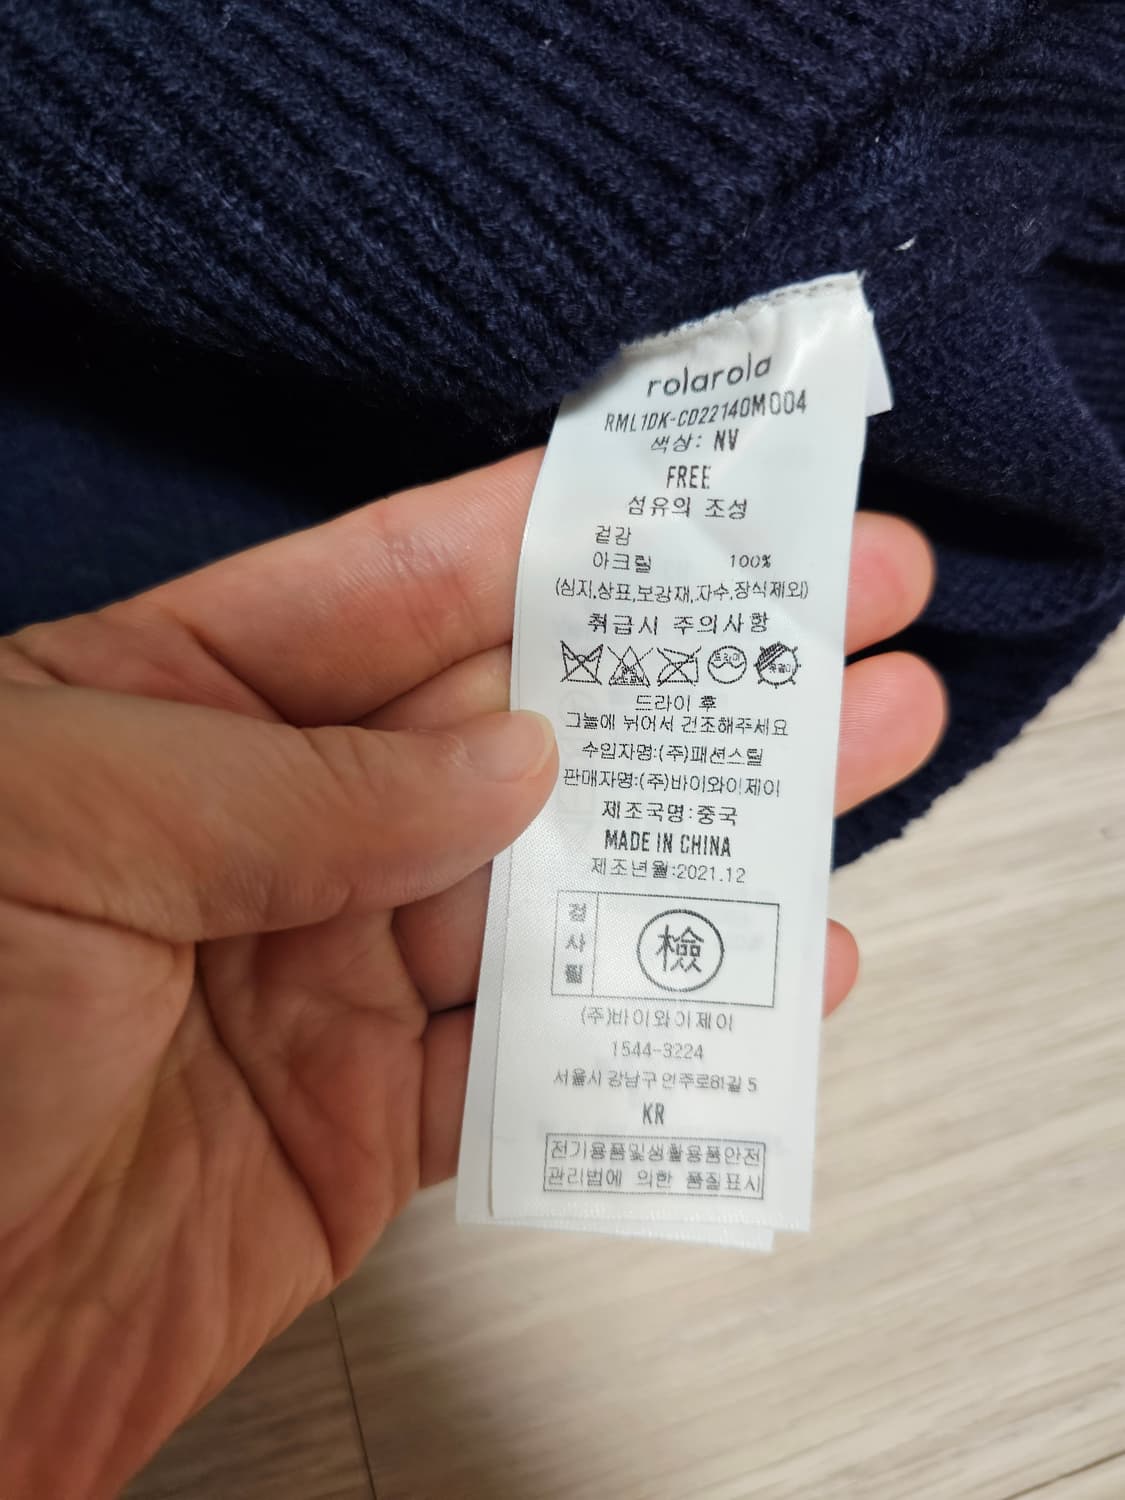 rolarola
RML1DK-CD22140M004
색상: NV
FREE
섬유의 조성
겉감
아크릴 100%
(심지,상표,보강재,자수,장식제외)
취급시 주의사항
드라이
드라이 후
그늘에 뉘어서 건조해주세요
수입자명:(주)패션스틸
판매자명:(주)바이와이제이
제조국명:중국
MADE IN CHINA
제조년월:2021.12
검사필
檢
(주)바이와이제이
1544-3224
서울시 강남구 언주로81길 5
KR
전기용품및생활용품안전
관리법에 의한 품질표시